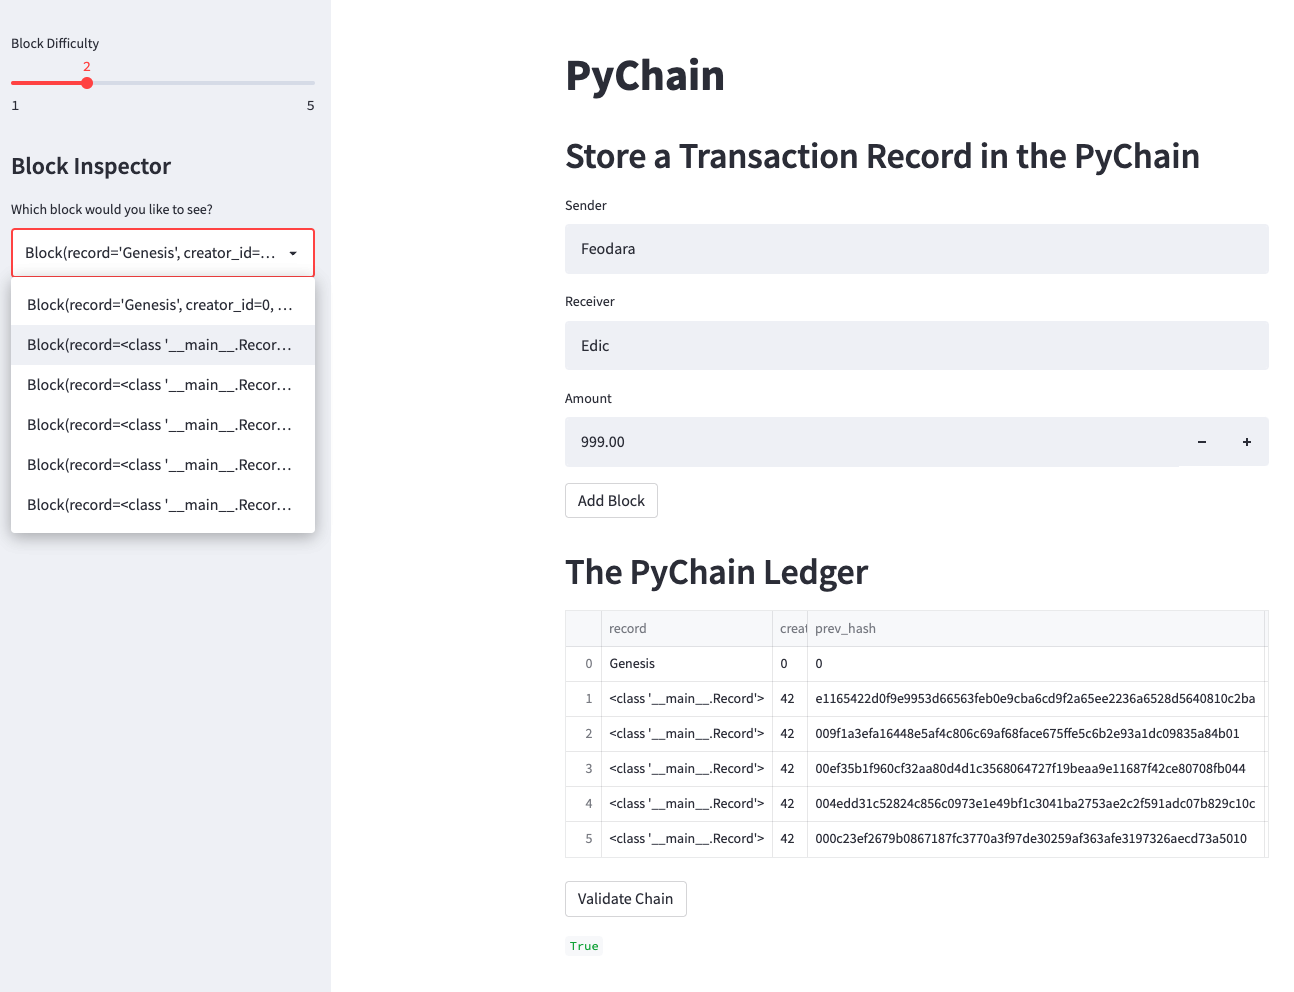 Block Difficulty
2
1 5
Block Inspector
Which block would you like to see?
Block(record='Genesis', creator_id=...
Block(record='Genesis', creator_id=0, ...
Block(record=<class '__main__.Recor...
Block(record=<class '__main__.Recor...
Block(record=<class '__main__.Recor...
Block(record=<class '__main__.Recor...
Block(record=<class '__main__.Recor...
PyChain
Store a Transaction Record in the PyChain
Sender
Feodara
Receiver
Edic
Amount
999.00 − +
Add Block
The PyChain Ledger
record creat prev_hash
0 Genesis 0 0
1 <class '__main__.Record'> 42 e1165422d0f9e9953d66563feb0e9cba6cd9f2a65ee2236a6528d5640810c2ba
2 <class '__main__.Record'> 42 009f1a3efa16448e5af4c806c69af68face675ffe5c6b2e93a1dc09835a84b01
3 <class '__main__.Record'> 42 00ef35b1f960cf32aa80d4d1c3568064727f19beaa9e11687f42ce80708fb044
4 <class '__main__.Record'> 42 004edd31c52824c856c0973e1e49bf1c3041ba2753ae2c2f591adc07b829c10c
5 <class '__main__.Record'> 42 000c23ef2679b0867187fc3770a3f97de30259af363afe3197326aecd73a5010
Validate Chain
True